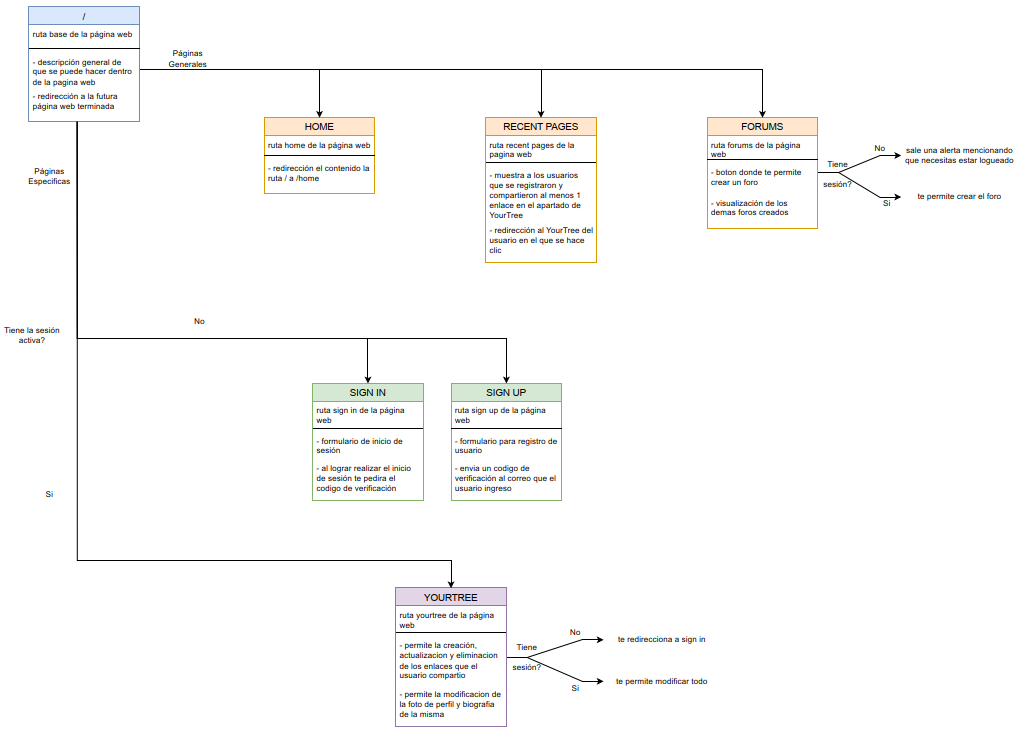 /
ruta base de la página web
- descripción general de
que se puede hacer dentro
de la pagina web
- redirección a la futura
página web terminada
Páginas
Generales
HOME
ruta home de la página web
- redirección el contenido la
ruta / a /home
RECENT PAGES
ruta recent pages de la
pagina web
- muestra a los usuarios
que se registraron y
compartieron al menos 1
enlace en el apartado de
YourTree
- redirección al YourTree del
usuario en el que se hace
clic
FORUMS
ruta forums de la página
web
- boton donde te permite
crear un foro
- visualización de los
demas foros creados
Tiene
sesión?
No
sale una alerta mencionando
que necesitas estar logueado
Si
te permite crear el foro
Páginas
Especificas
Tiene la sesión
activa?
No
SIGN IN
ruta sign in de la página
web
- formulario de inicio de
sesión
- al lograr realizar el inicio
de sesión te pedira el
codigo de verificación
SIGN UP
ruta sign up de la página
web
- formulario para registro de
usuario
- envia un codigo de
verificación al correo que el
usuario ingreso
Si
YOURTREE
ruta yourtree de la página
web
- permite la creación,
actualizacion y eliminacion
de los enlaces que el
usuario compartio
- permite la modificacion de
la foto de perfil y biografia
de la misma
Tiene
sesión?
No
te redirecciona a sign in
Si
te permite modificar todo